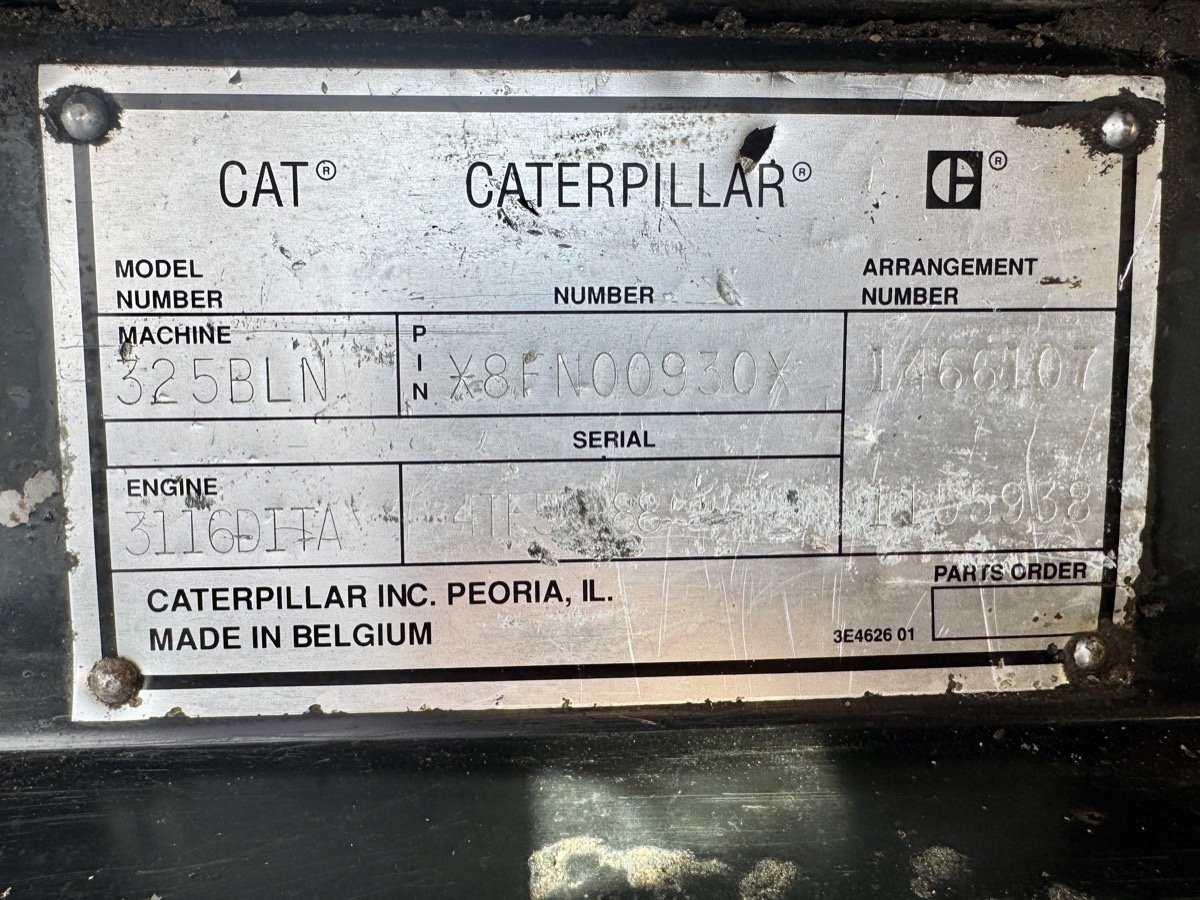 CAT® CATERPILLAR® ®
MODEL NUMBER
NUMBER
ARRANGEMENT NUMBER
MACHINE
325BLN
PIN
*8FN00930*
1466107
SERIAL
ENGINE
3116DITA
CATERPILLAR INC. PEORIA, IL.
MADE IN BELGIUM
PARTS ORDER
3E4626 01